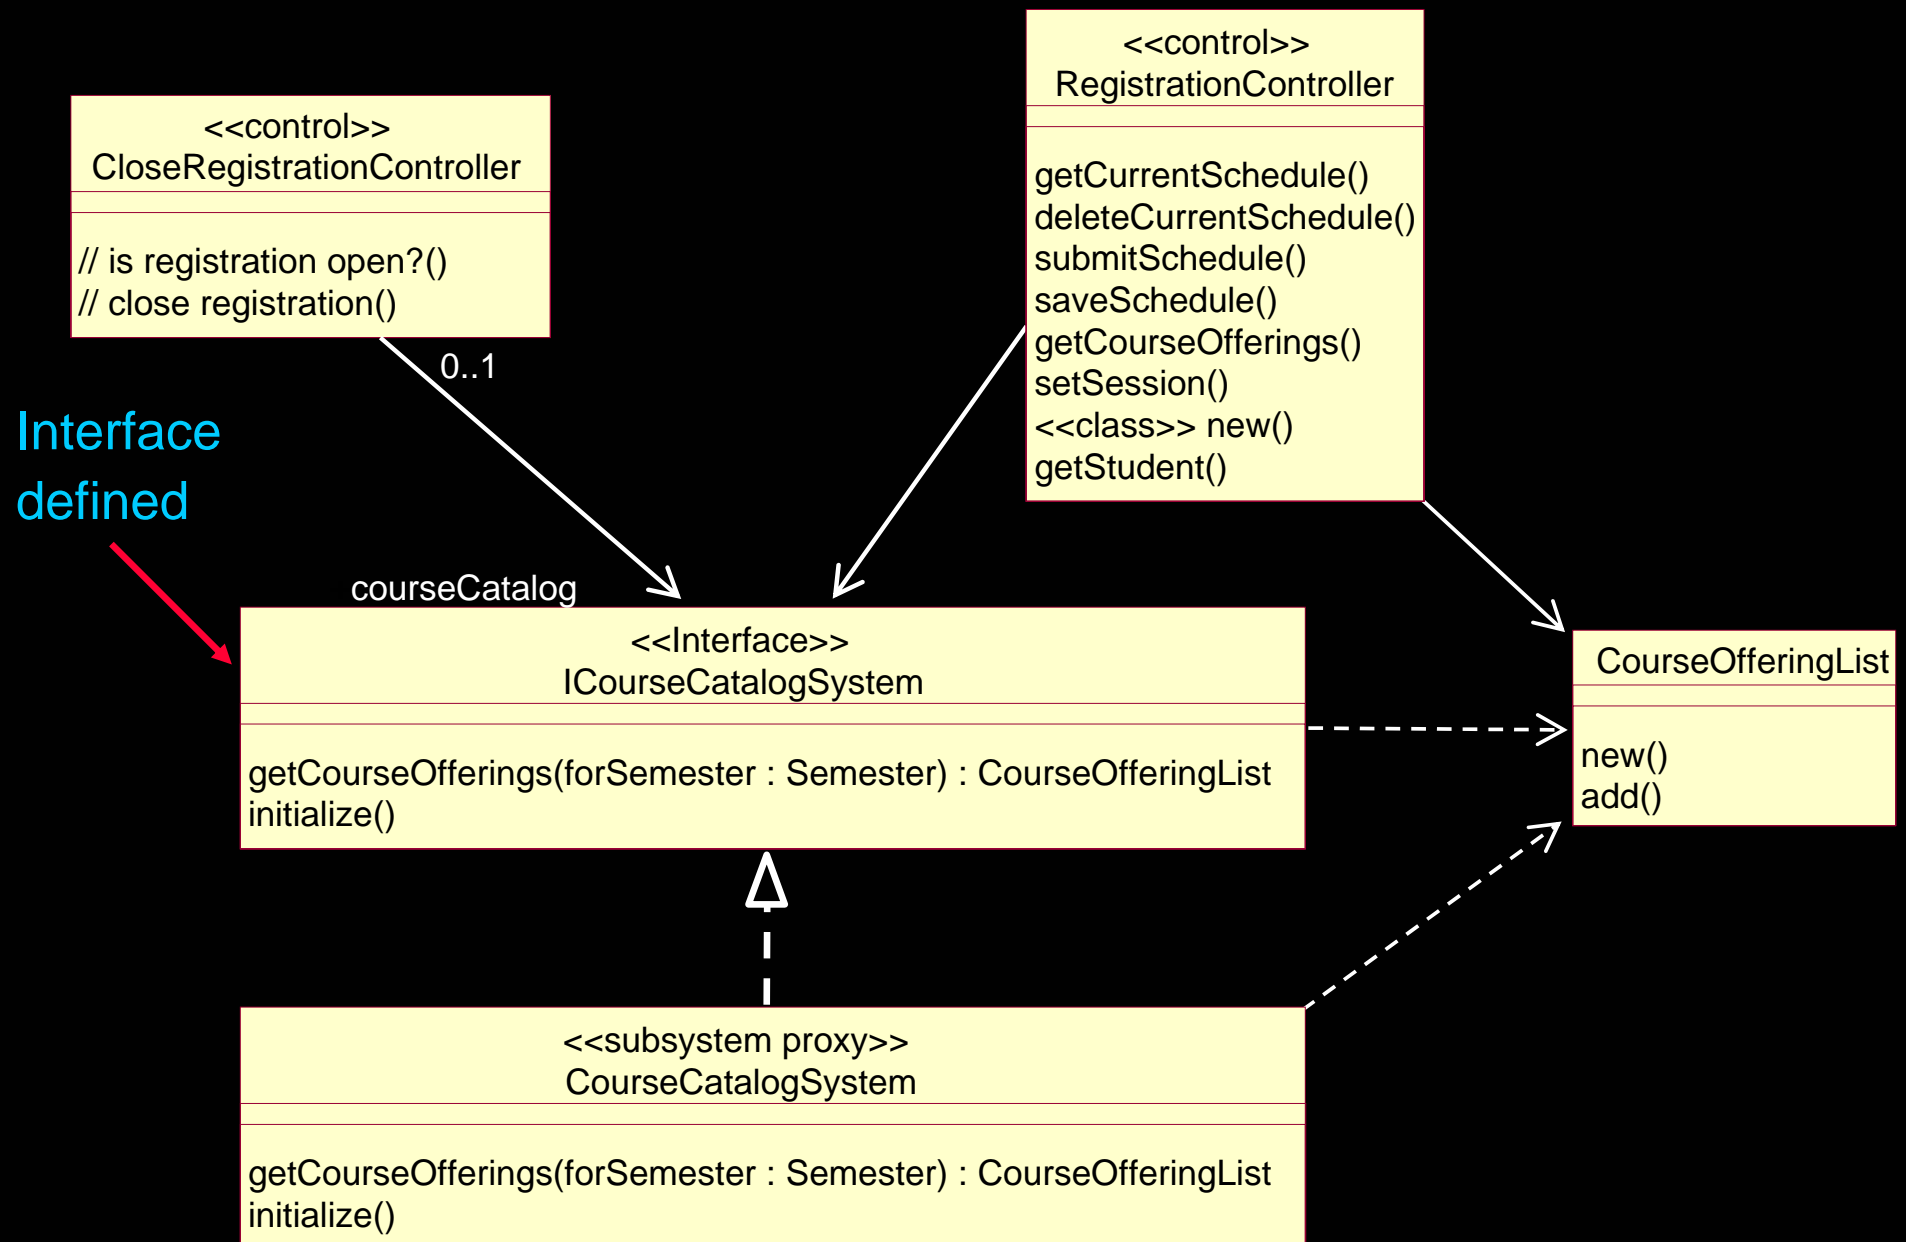 <<control>>
RegistrationController
getCurrentSchedule()
deleteCurrentSchedule()
submitSchedule()
saveSchedule()
getCourseOfferings()
setSession()
<<class>> new()
getStudent()
<<control>>
CloseRegistrationController
// is registration open?()
// close registration()
0..1
Interface
defined
courseCatalog
<<Interface>>
ICourseCatalogSystem
getCourseOfferings(forSemester : Semester) : CourseOfferingList
initialize()
CourseOfferingList
new()
add()
<<subsystem proxy>>
CourseCatalogSystem
getCourseOfferings(forSemester : Semester) : CourseOfferingList
initialize()